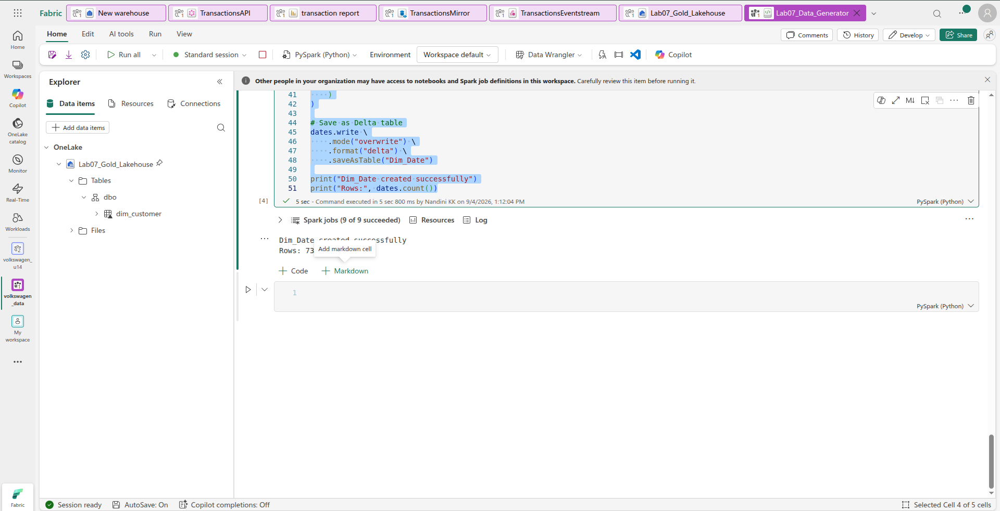 Fabric
New warehouse
TransactionsAPI
transaction report
TransactionsMirror
TransactionsEventstream
Lab07_Gold_Lakehouse
Lab07_Data_Generator
Home
Edit
AI tools
Run
View
Comments
History
Develop
Share
Run all
Standard session
PySpark (Python)
Environment
Workspace default
Data Wrangler
Copilot
Home
Workspaces
Copilot
OneLake
catalog
Monitor
Real-Time
Workloads
volkswagen_
u14
volkswagen
_data
My
workspace
Fabric
Explorer
Data items
Resources
Connections
Add data items
OneLake
Lab07_Gold_Lakehouse
Tables
dbo
dim_customer
Files
Other people in your organization may have access to notebooks and Spark job definitions in this workspace. Carefully review this item before running it.
41 )
42 )
43
44 # Save as Delta table
45 dates.write \
46 .mode("overwrite") \
47 .format("delta") \
48 .saveAsTable("Dim_Date")
49
50 print("Dim_Date created successfully")
51 print("Rows:", dates.count())
[4]
5 sec - Command executed in 5 sec 800 ms by Nandini KK on 9/4/2026, 1:12:04 PM
PySpark (Python)
Spark jobs (9 of 9 succeeded)
Resources
Log
Dim_Date created successfully
Rows: 73
Add markdown cell
Code
Markdown
1
PySpark (Python)
Session ready
AutoSave: On
Copilot completions: Off
Selected Cell 4 of 5 cells